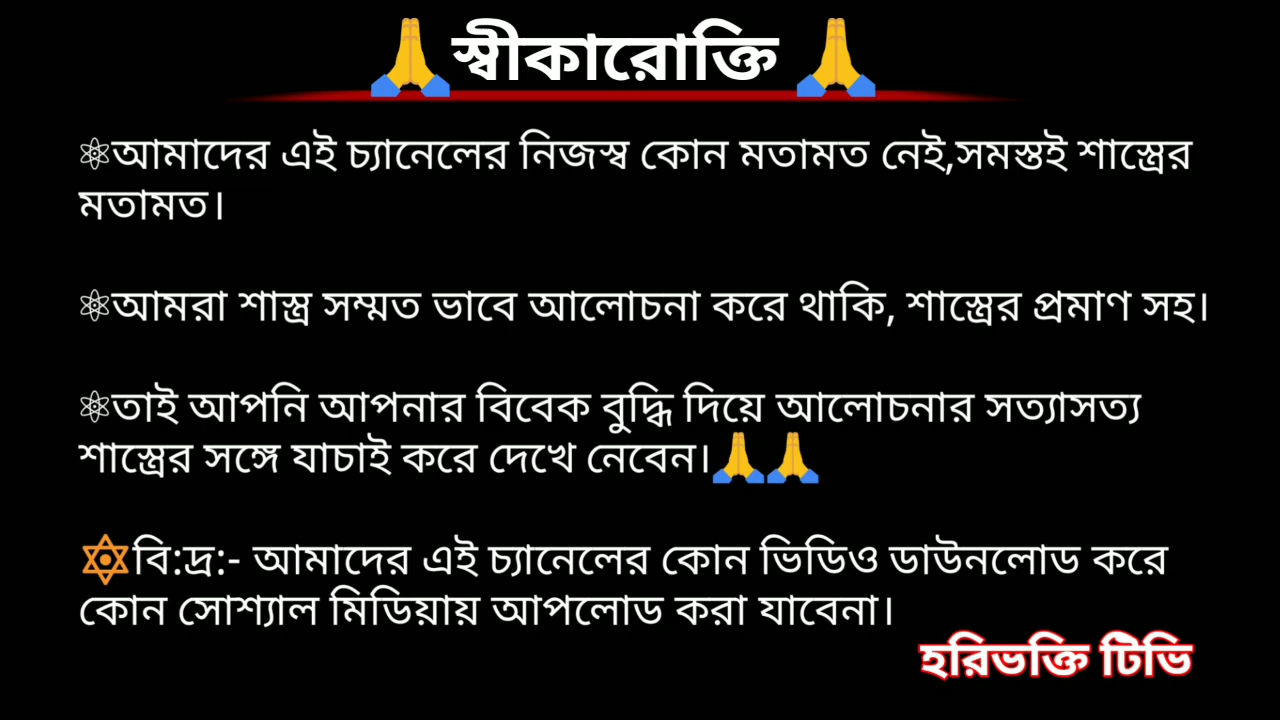 🙏স্বীকারোক্তি 🙏
⚛আমাদের এই চ্যানেলের নিজস্ব কোন মতামত নেই,সমস্তই শাস্ত্রের
মতামত।
⚛আমরা শাস্ত্র সম্মত ভাবে আলোচনা করে থাকি, শাস্ত্রের প্রমাণ সহ।
⚛তাই আপনি আপনার বিবেক বুদ্ধি দিয়ে আলোচনার সত্যাসত্য
শাস্ত্রের সঙ্গে যাচাই করে দেখে নেবেন।🙏🙏
🔯বি:দ্র:- আমাদের এই চ্যানেলের কোন ভিডিও ডাউনলোড করে
কোন সোশ্যাল মিডিয়ায় আপলোড করা যাবেনা।
হরিভক্তি টিভি